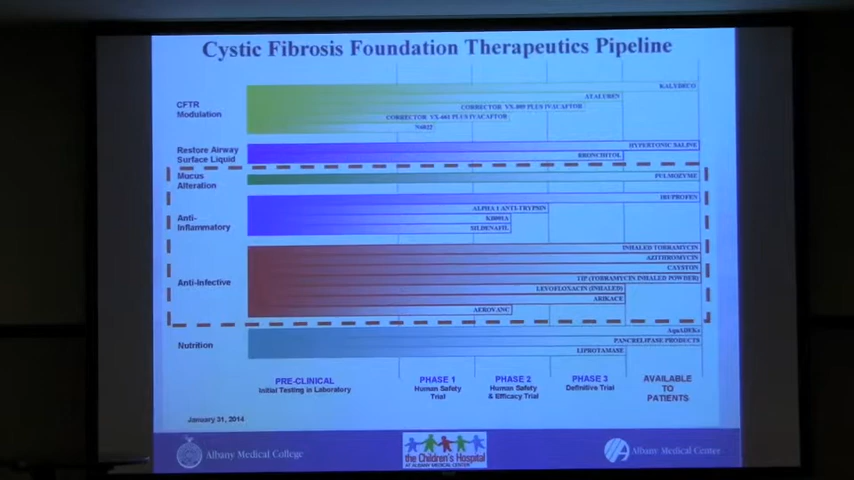 Cystic Fibrosis Foundation Therapeutics Pipeline
CFTR
Modulation
KALYDECO
ATALUREN
CORRECTOR VX-809 PLUS IVACAFTOR
CORRECTOR VX-661 PLUS IVACAFTOR
N6022
Restore Airway
Surface Liquid
HYPERTONIC SALINE
BRONCHITOL
Mucus
Alteration
PULMOZYME
Anti-
Inflammatory
IBUPROFEN
ALPHA 1 ANTI-TRYPSIN
KB001A
SILDENAFIL
Anti-Infective
INHALED TOBRAMYCIN
AZITHROMYCIN
CAYSTON
TIP (TOBRAMYCIN INHALED POWDER)
LEVOFLOXACIN (INHALED)
ARIKACE
AEROVANC
Nutrition
AquADEKs
PANCRELIPASE PRODUCTS
LIPROTAMASE
PRE-CLINICAL
Initial Testing in Laboratory
PHASE 1
Human Safety
Trial
PHASE 2
Human Safety
& Efficacy Trial
PHASE 3
Definitive Trial
AVAILABLE
TO
PATIENTS
January 31, 2014
Albany Medical College
the Children's Hospital
AT ALBANY MEDICAL CENTER
Albany Medical Center